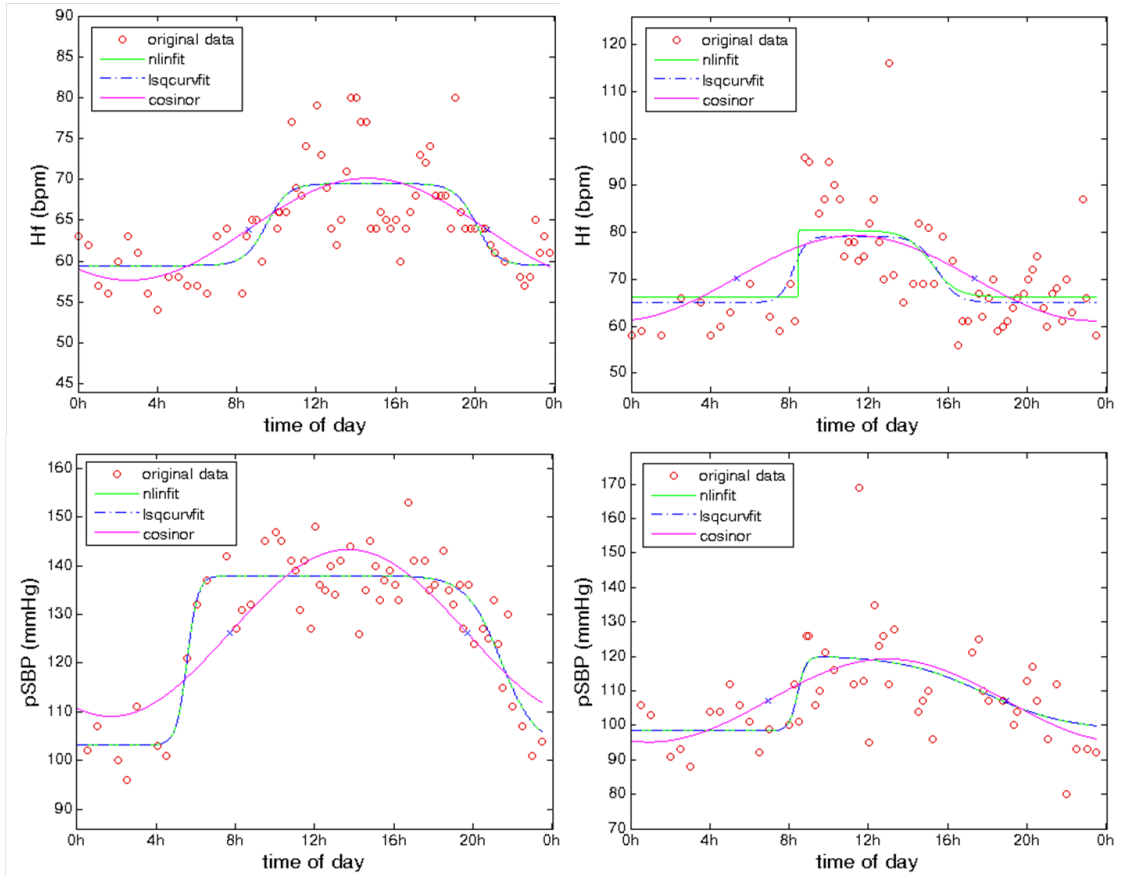 90
85
80
75
70
65
60
55
50
45
Hf (bpm)
original data
nlinfit
lsqcurvfit
cosinor
0h 4h 8h 12h 16h 20h 0h
time of day
120
110
100
90
80
70
60
50
Hf (bpm)
original data
nlinfit
lsqcurvfit
cosinor
0h 4h 8h 12h 16h 20h 0h
time of day
160
150
140
130
120
110
100
90
pSBP (mmHg)
original data
nlinfit
lsqcurvfit
cosinor
0h 4h 8h 12h 16h 20h 0h
time of day
170
160
150
140
130
120
110
100
90
80
70
pSBP (mmHg)
original data
nlinfit
lsqcurvfit
cosinor
0h 4h 8h 12h 16h 20h 0h
time of day